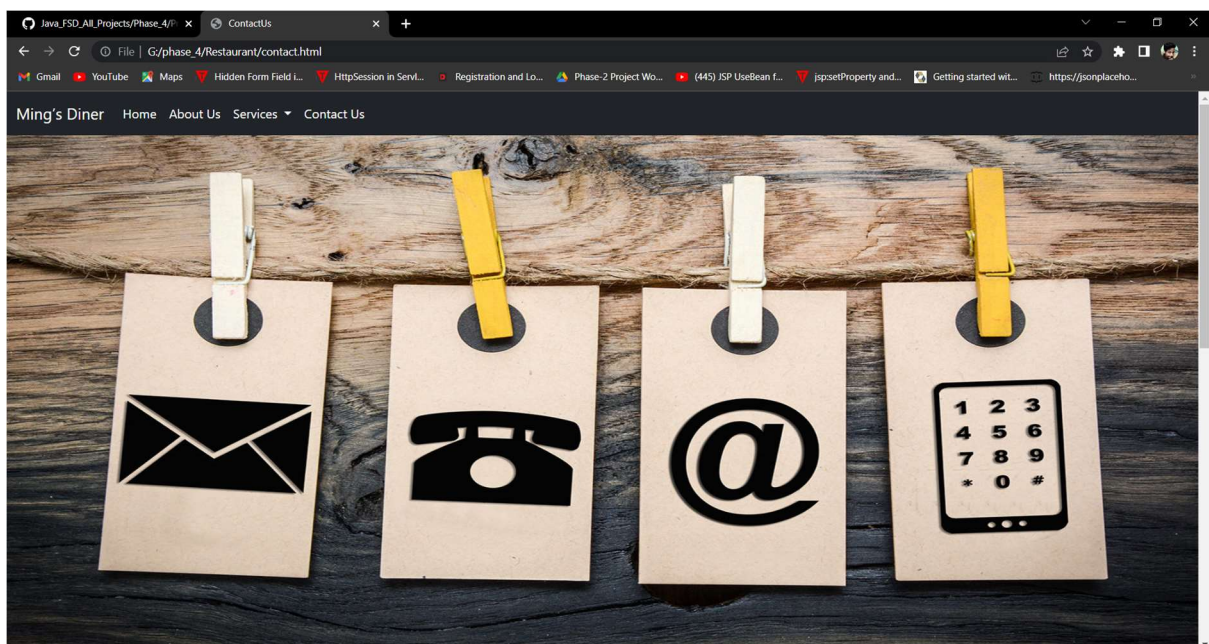 Java_FSD_All_Projects/Phase_4/P
ContactUs
File | G:/phase_4/Restaurant/contact.html
Gmail YouTube Maps Hidden Form Field i... HttpSession in Servl... Registration and Lo... Phase-2 Project Wo... (445) JSP UseBean f... jsp:setProperty and... Getting started wit... https://jsonplaceho...
Ming's Diner Home About Us Services Contact Us
@
1 2 3
4 5 6
7 8 9
* 0 #